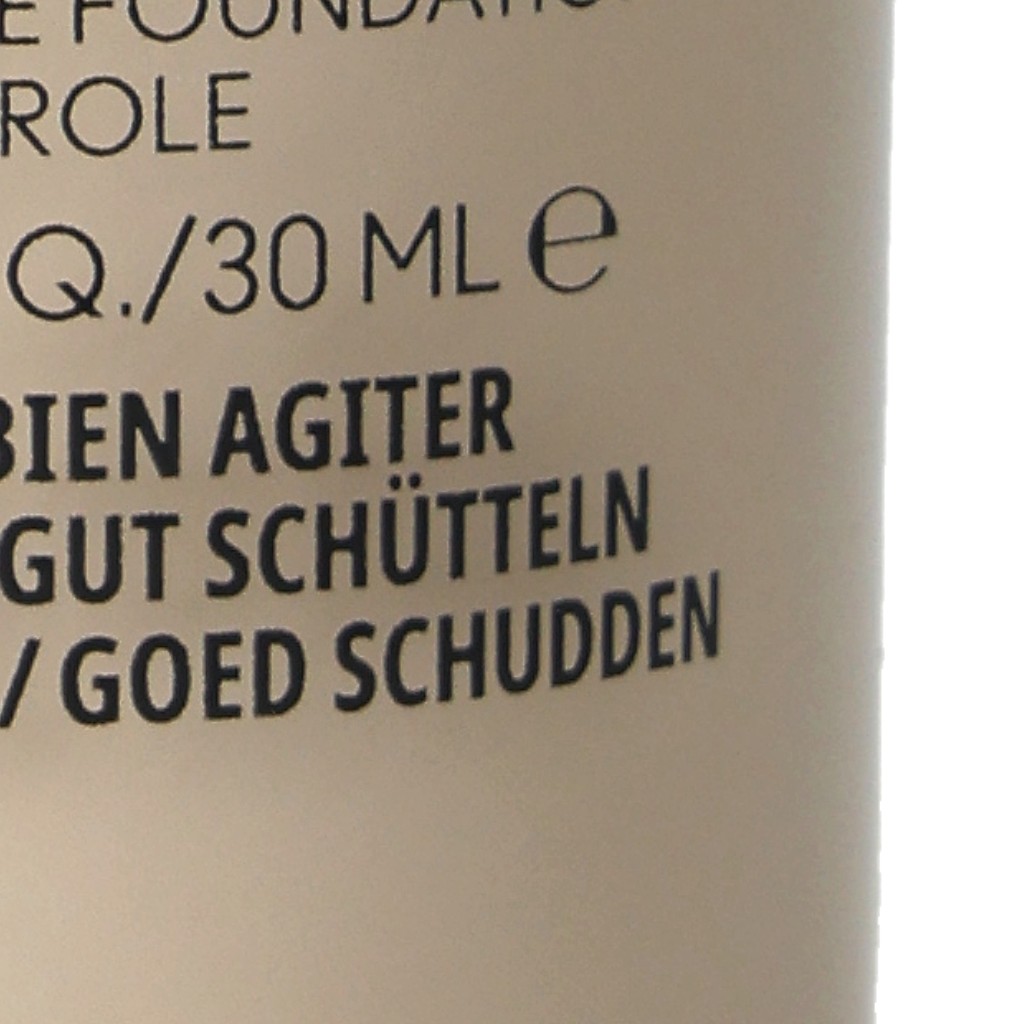 E FOUNDATIO
ROLE
Q./30 ML e
BIEN AGITER
GUT SCHÜTTELN
/ GOED SCHUDDEN